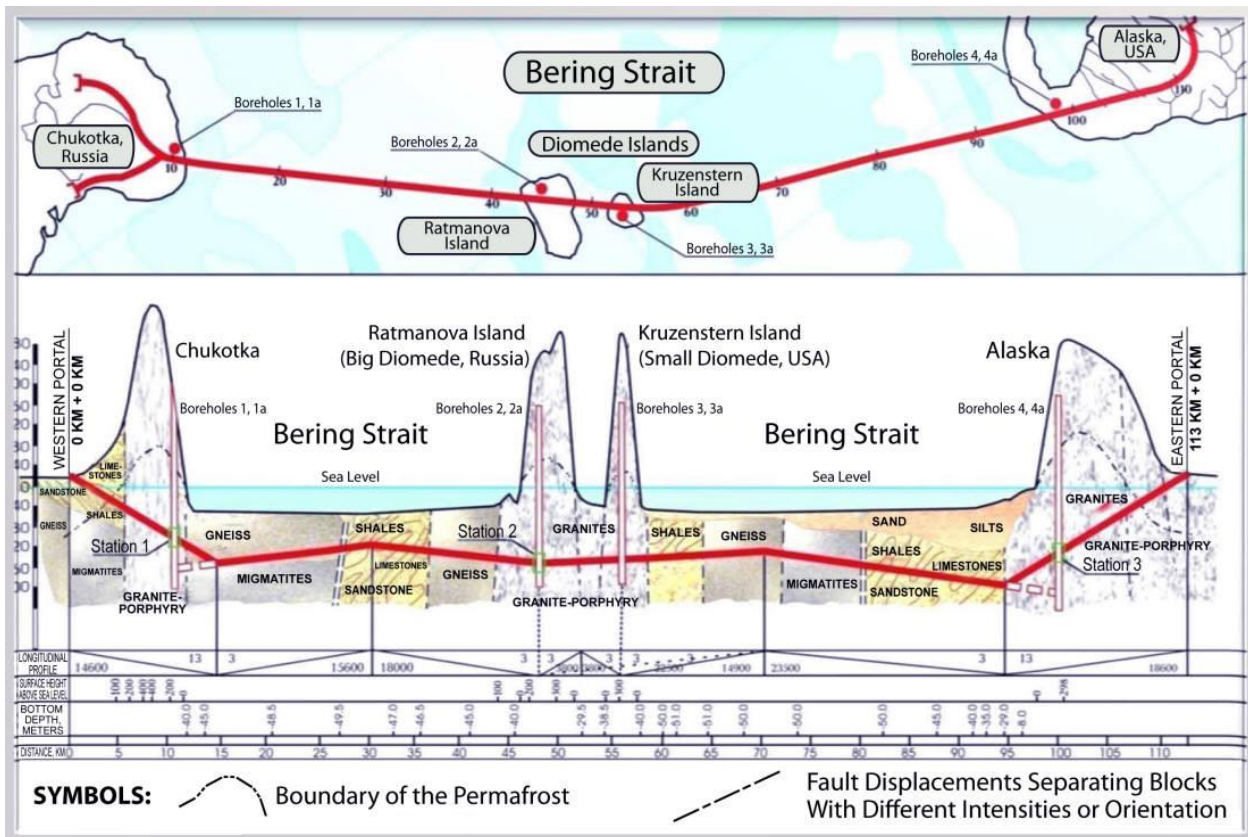 Bering Strait
Alaska,
USA
Boreholes 4, 4a
Boreholes 1, 1a
Chukotka,
Russia
Boreholes 2, 2a
Diomede Islands
Kruzenstern
Island
Ratmanova
Island
Boreholes 3, 3a
10
20
30
40
50
60
70
80
90
100
110
WESTERN PORTAL
0 KM + 0 KM
Chukotka
Ratmanova Island
(Big Diomede, Russia)
Kruzenstern Island
(Small Diomede, USA)
Alaska
EASTERN PORTAL
113 KM + 0 KM
Boreholes 1, 1a
Boreholes 2, 2a
Boreholes 3, 3a
Boreholes 4, 4a
Bering Strait
Bering Strait
Sea Level
Sea Level
LIME-
STONES
SANDSTONE
SHALES
GNEISS
Station 1
MIGMATITES
GRANITE-
PORPHYRY
GNEISS
MIGMATITES
SHALES
LIMESTONES
SANDSTONE
Station 2
GNEISS
GRANITES
GRANITE-PORPHYRY
SHALES
GNEISS
MIGMATITES
SAND
SILTS
SHALES
LIMESTONES
SANDSTONE
GRANITES
GRANITE-PORPHYRY
Station 3
LONGITUDINAL
PROFILE
14600
13
3
15600
18000
3
3
3
3
14900
23500
3
13
18600
SURFACE HEIGHT
ABOVE SEA LEVEL
BOTTOM
DEPTH,
METERS
-40.0
-45.0
-48.5
-49.5
-47.0
-46.5
-45.0
-40.0
-29.5
-38.5
-40.0
-50.0
-51.0
-51.0
-50.0
-50.0
-50.0
-45.0
-40.0
-35.0
-29.0
-8.0
DISTANCE, KM
0 5 10 15 20 25 30 35 40 45 50 55 60 65 70 75 80 85 90 95 100 105 110
SYMBOLS:
Boundary of the Permafrost
Fault Displacements Separating Blocks
With Different Intensities or Orientation